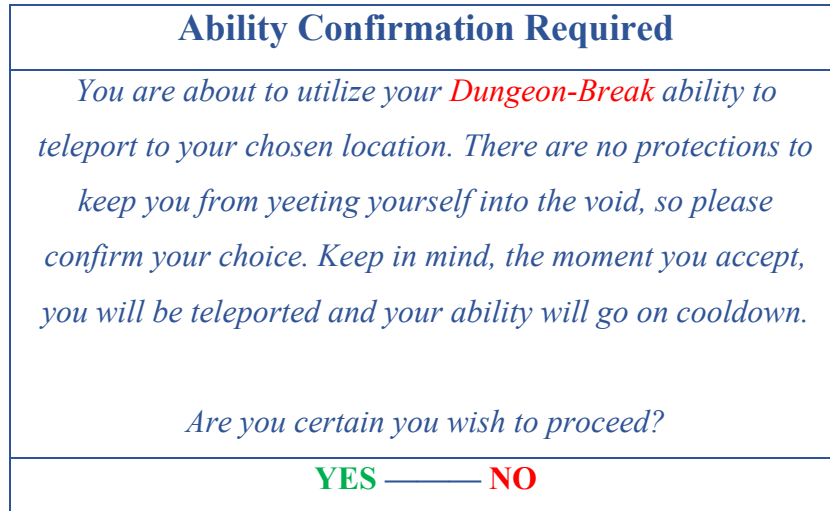 Ability Confirmation Required
You are about to utilize your Dungeon-Break ability to
teleport to your chosen location. There are no protections to
keep you from yeeting yourself into the void, so please
confirm your choice. Keep in mind, the moment you accept,
you will be teleported and your ability will go on cooldown.
Are you certain you wish to proceed?
YES ——— NO